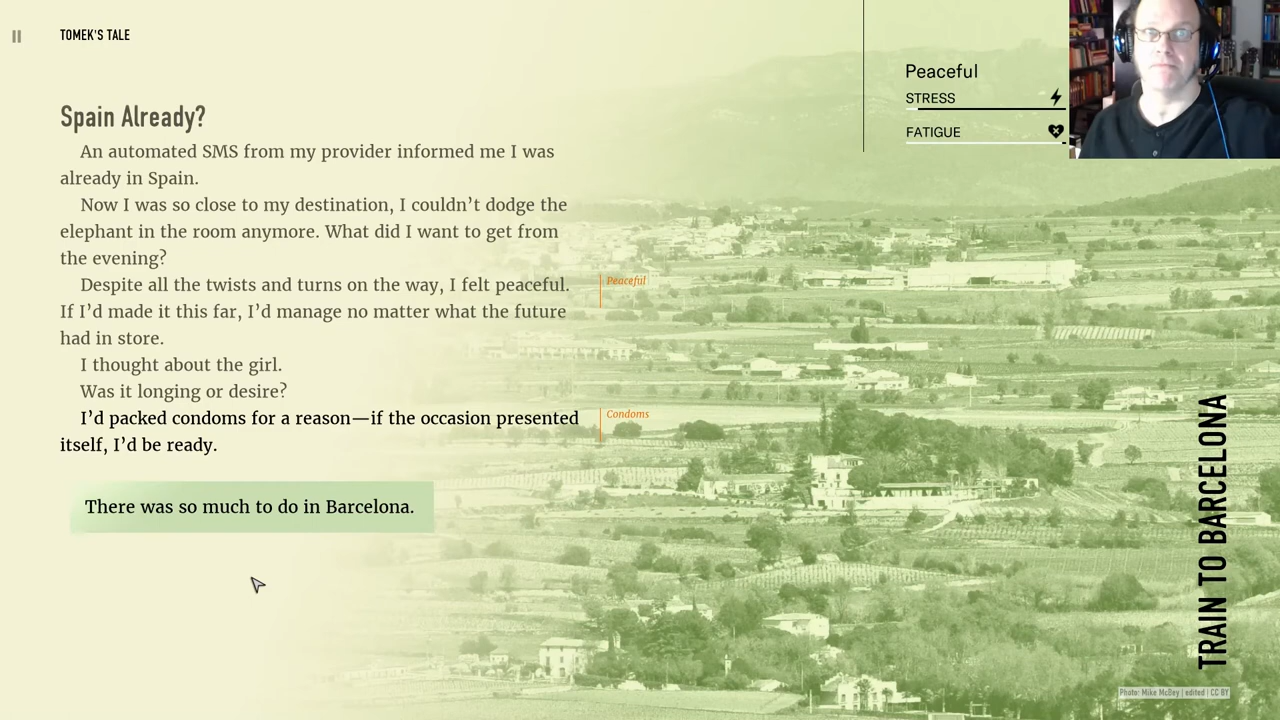 TOMEK'S TALE
Peaceful
STRESS
FATIGUE
Spain Already?
An automated SMS from my provider informed me I was
already in Spain.
Now I was so close to my destination, I couldn't dodge the
elephant in the room anymore. What did I want to get from
the evening?
Despite all the twists and turns on the way, I felt peaceful.
Peaceful
If I'd made it this far, I'd manage no matter what the future
had in store.
I thought about the girl.
Was it longing or desire?
I'd packed condoms for a reason—if the occasion presented
Condoms
itself, I'd be ready.
There was so much to do in Barcelona.
TRAIN TO BARCELONA
Photo: Mike McBey | edited | CC BY